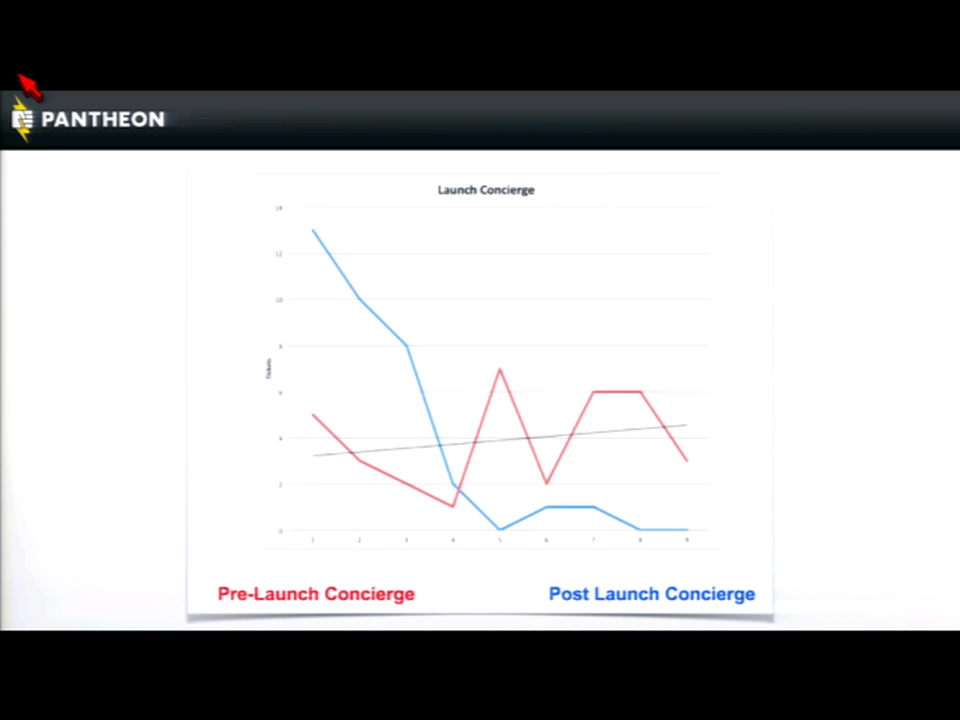 PANTHEON
Launch Concierge
14
12
10
8
6
4
2
0
Tickets
1 2 3 4 5 6 7 8 9
Pre-Launch Concierge
Post Launch Concierge